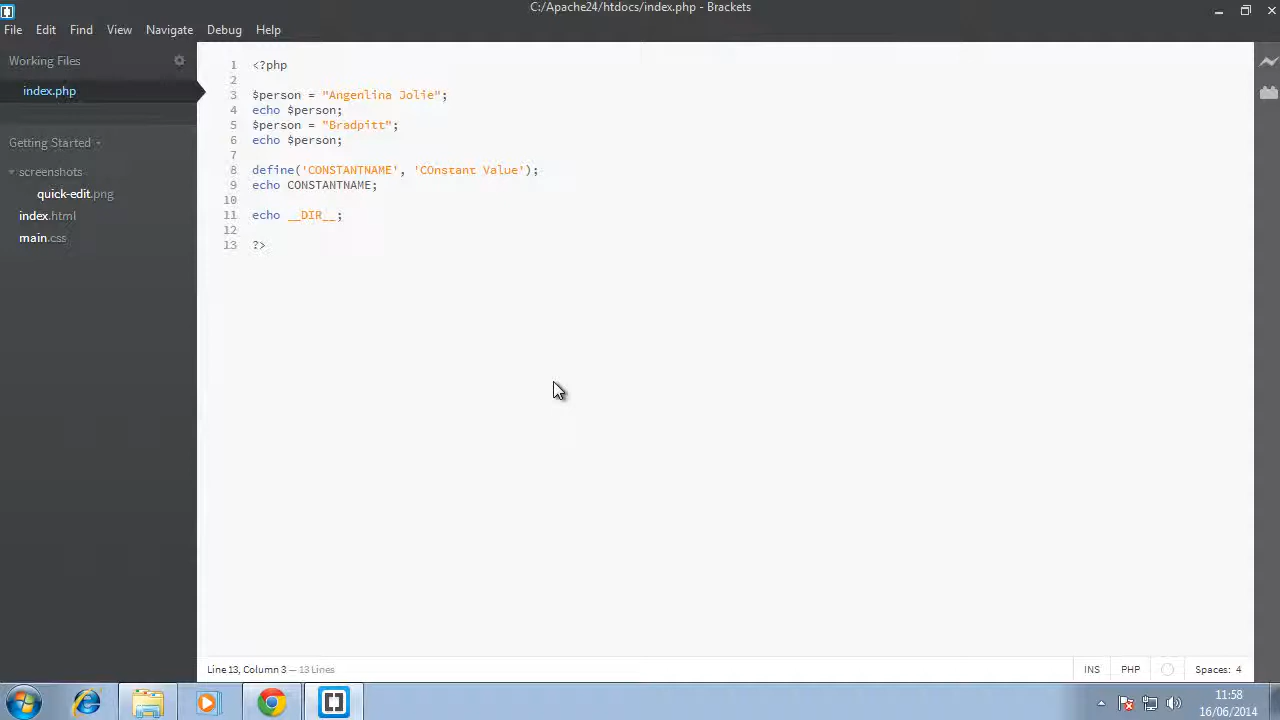 C:/Apache24/htdocs/index.php - Brackets
File Edit Find View Navigate Debug Help
Working Files
index.php
Getting Started
screenshots
quick-edit.png
index.html
main.css
1 <?php
2
3 $person = "Angenlina Jolie";
4 echo $person;
5 $person = "Bradpitt";
6 echo $person;
7
8 define('CONSTANTNAME', 'COnstant Value');
9 echo CONSTANTNAME;
10
11 echo __DIR__;
12
13 ?>
Line 13, Column 3 — 13 Lines
INS PHP Spaces: 4
11:58
16/06/2014